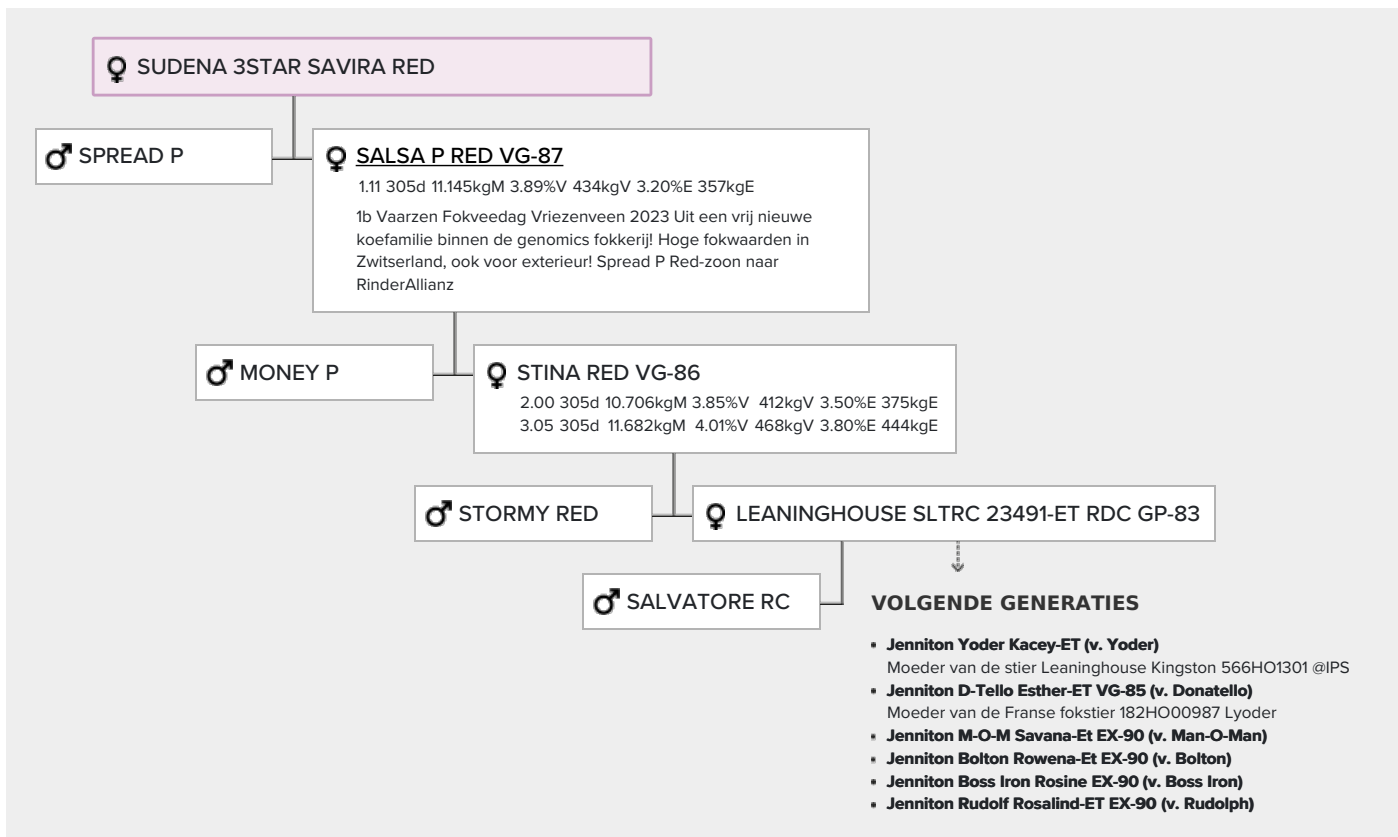 SUDENA 3STAR SAVIRA RED
SPREAD P
SALSA P RED VG-87
1.11 305d 11.145kgM 3.89%V 434kgV 3.20%E 357kgE
1b Vaarzen Fokveedag Vriezenveen 2023 Uit een vrij nieuwe
koefamilie binnen de genomics fokkerij! Hoge fokwaarden in
Zwitserland, ook voor exterieur! Spread P Red-zoon naar
RinderAllianz
MONEY P
STINA RED VG-86
2.00 305d 10.706kgM 3.85%V 412kgV 3.50%E 375kgE
3.05 305d 11.682kgM 4.01%V 468kgV 3.80%E 444kgE
STORMY RED
LEANINGHOUSE SLTRC 23491-ET RDC GP-83
SALVATORE RC
VOLGENDE GENERATIES
• Jenniton Yoder Kacey-ET (v. Yoder)
Moeder van de stier Leaninghouse Kingston 566HO1301 @IPS
• Jenniton D-Tello Esther-ET VG-85 (v. Donatello)
Moeder van de Franse fokstier 182HO00987 Lyoder
• Jenniton M-O-M Savana-Et EX-90 (v. Man-O-Man)
• Jenniton Bolton Rowena-Et EX-90 (v. Bolton)
• Jenniton Boss Iron Rosine EX-90 (v. Boss Iron)
• Jenniton Rudolf Rosalind-ET EX-90 (v. Rudolph)